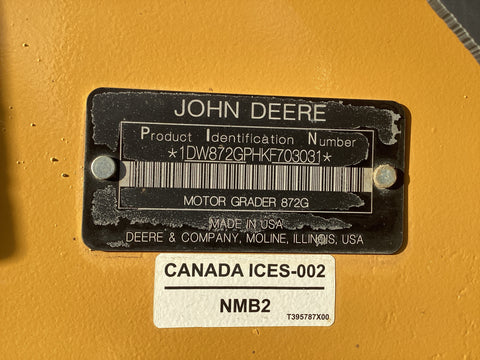 JOHN DEERE
Product Identification Number
*1DW872GPHKF703031*
MOTOR GRADER 872G
MADE IN USA
DEERE & COMPANY, MOLINE, ILLINOIS, USA
CANADA ICES-002
NMB2
T395787X00